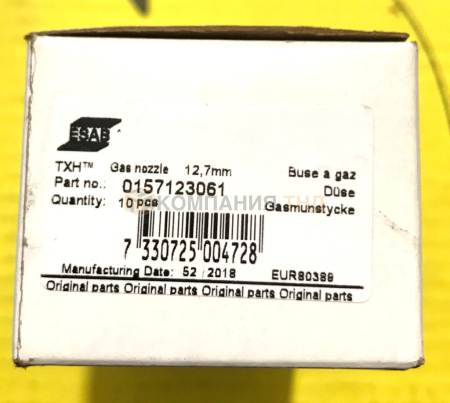 ESAB
TXH™ Gas nozzle 12,7mm Buse a gaz
Part no.: 0157123061 Düse
Quantity: 10 pcs Gasmunstycke
КОМПАНИЯ ТНД
7 330725 004728
Manufacturing Date: 52 2018 EUR80389
Original parts Original parts Original parts Original parts